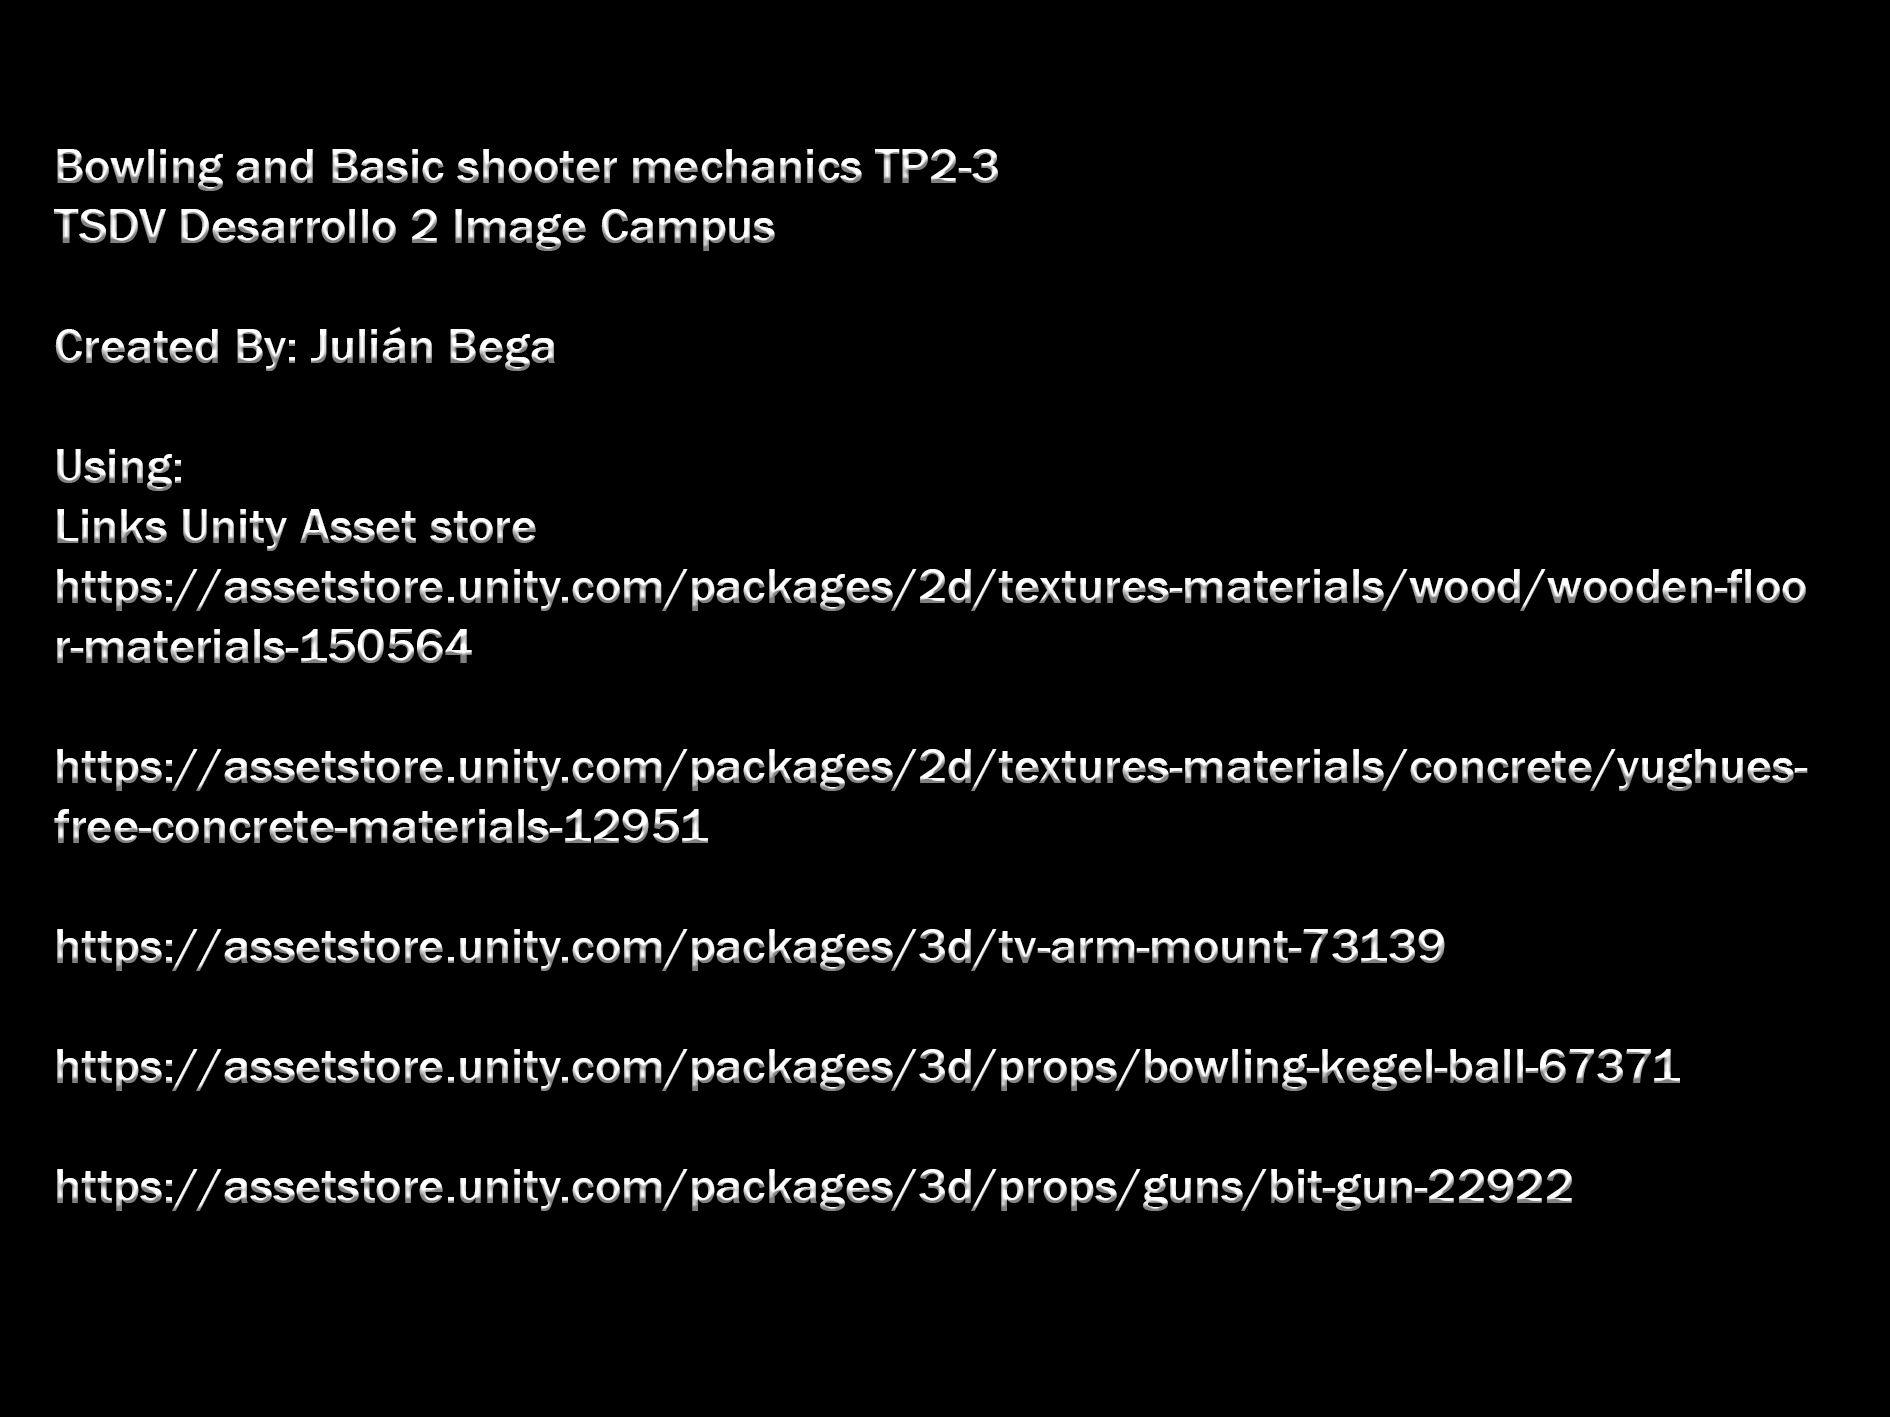 Bowling and Basic shooter mechanics TP2-3
TSDV Desarrollo 2 Image Campus
Created By: Julián Bega
Using:
Links Unity Asset store
https://assetstore.unity.com/packages/2d/textures-materials/wood/wooden-floo
r-materials-150564
https://assetstore.unity.com/packages/2d/textures-materials/concrete/yughues-
free-concrete-materials-12951
https://assetstore.unity.com/packages/3d/tv-arm-mount-73139
https://assetstore.unity.com/packages/3d/props/bowling-kegel-ball-67371
https://assetstore.unity.com/packages/3d/props/guns/bit-gun-22922